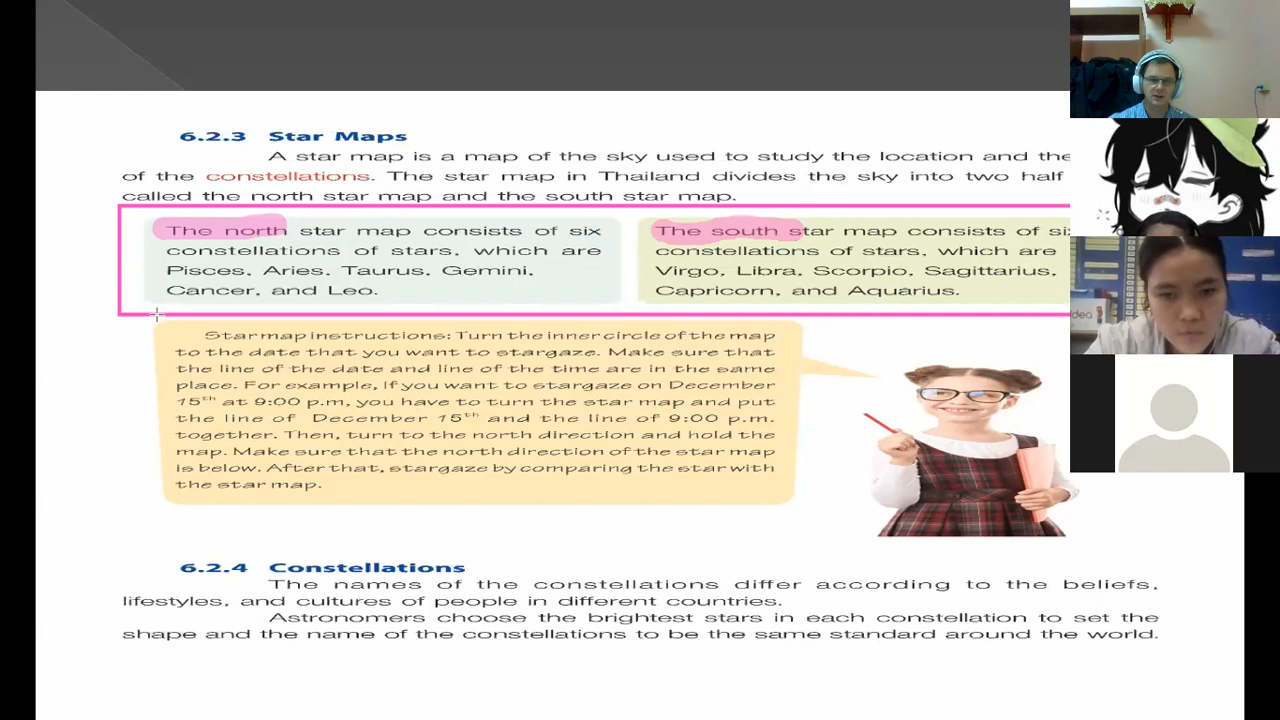 6.2.3 Star Maps
A star map is a map of the sky used to study the location and the
of the constellations. The star map in Thailand divides the sky into two half
called the north star map and the south star map.
The north star map consists of six
constellations of stars, which are
Pisces, Aries, Taurus, Gemini,
Cancer, and Leo.
The south star map consists of six
constellations of stars, which are
Virgo, Libra, Scorpio, Sagittarius,
Capricorn, and Aquarius.
Star map instructions: Turn the inner circle of the map
to the date that you want to stargaze. Make sure that
the line of the date and line of the time are in the same
place. For example, if you want to stargaze on December
15th at 9:00 p.m, you have to turn the star map and put
the line of December 15th and the line of 9:00 p.m.
together. Then, turn to the north direction and hold the
map. Make sure that the north direction of the star map
is below. After that, stargaze by comparing the star with
the star map.
6.2.4 Constellations
The names of the constellations differ according to the beliefs,
lifestyles, and cultures of people in different countries.
Astronomers choose the brightest stars in each constellation to set the
shape and the name of the constellations to be the same standard around the world.